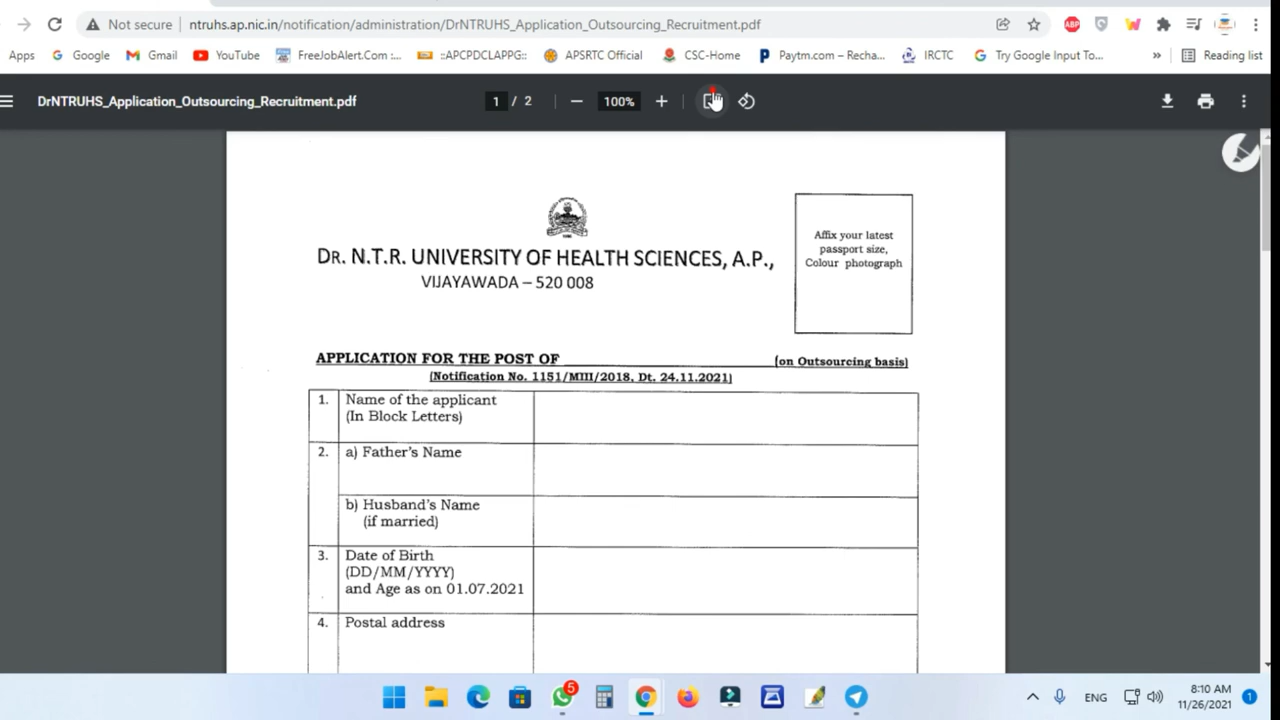 Not secure
ntruhs.ap.nic.in/notification/administration/DrNTRUHS_Application_Outsourcing_Recruitment.pdf
ABP
Apps
Google
Gmail
YouTube
FreeJobAlert.Com :...
::APCPDCLAPPG::
APSRTC Official
CSC-Home
Paytm.com – Recha...
IRCTC
Try Google Input To...
»
Reading list
DrNTRUHS_Application_Outsourcing_Recruitment.pdf
1 / 2
100%
DR. N.T.R. UNIVERSITY OF HEALTH SCIENCES, A.P.,
VIJAYAWADA – 520 008
Affix your latest
passport size,
Colour photograph
APPLICATION FOR THE POST OF ______________________ (on Outsourcing basis)
(Notification No. 1151/MIII/2018, Dt. 24.11.2021)
1. Name of the applicant
(In Block Letters)
2. a) Father's Name
b) Husband's Name
(if married)
3. Date of Birth
(DD/MM/YYYY)
and Age as on 01.07.2021
4. Postal address
5
ENG
8:10 AM
11/26/2021
1